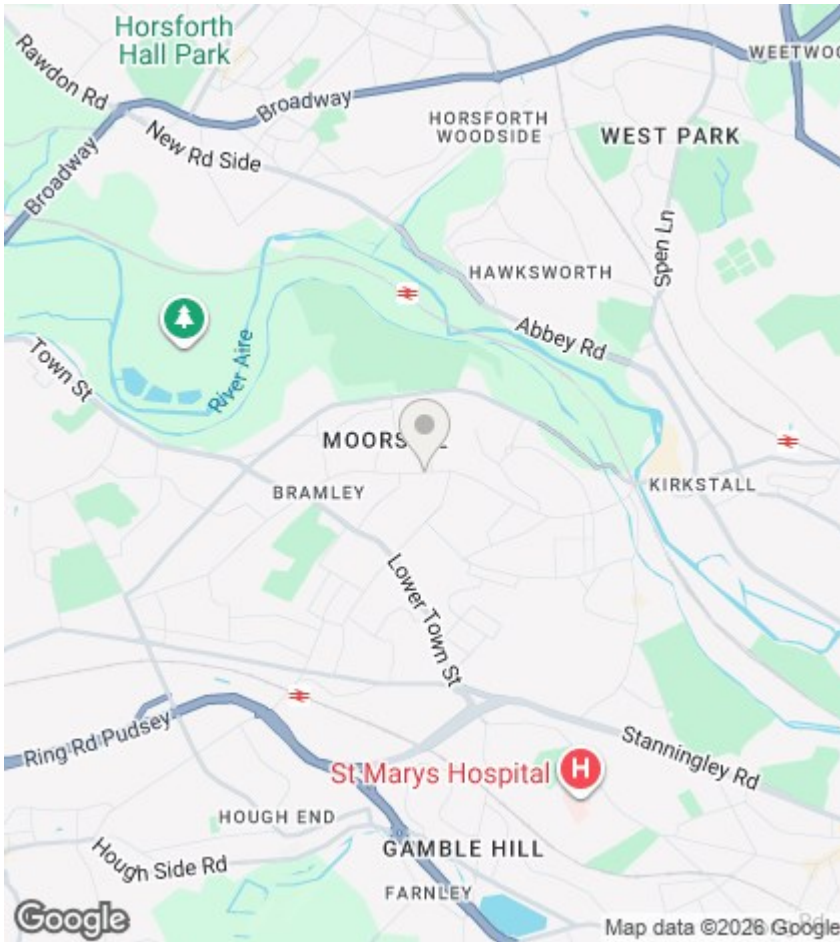 Horsforth
Hall Park
Rawdon Rd
Broadway
WEETWOO
HORSFORTH
WOODSIDE
WEST PARK
New Rd Side
Broadway
Spen Ln
HAWKSWORTH
Abbey Rd
Town St
River Aire
MOORS
BRAMLEY
KIRKSTALL
Lower Town St
Ring Rd Pudsey
Stanningley Rd
St Marys Hospital
H
HOUGH END
GAMBLE HILL
Hough Side Rd
FARNLEY
Google
Map data ©2026 Google